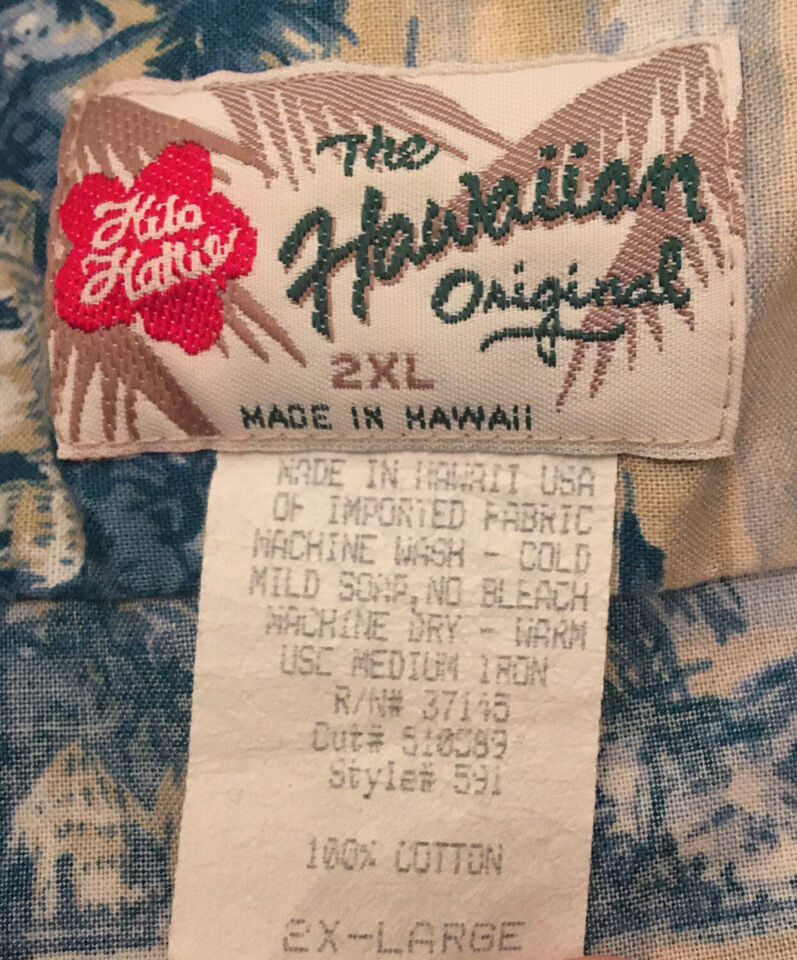 The
Hawaiian
Original
Hilo
Hattie
2XL
MADE IN HAWAII
MADE IN HAWAII USA
OF IMPORTED FABRIC
MACHINE WASH - COLD
MILD SOAP,NO BLEACH
MACHINE DRY - WARM
USE MEDIUM IRON
R/N# 37145
Cut# 510589
Style# 591
100% COTTON
2X-LARGE